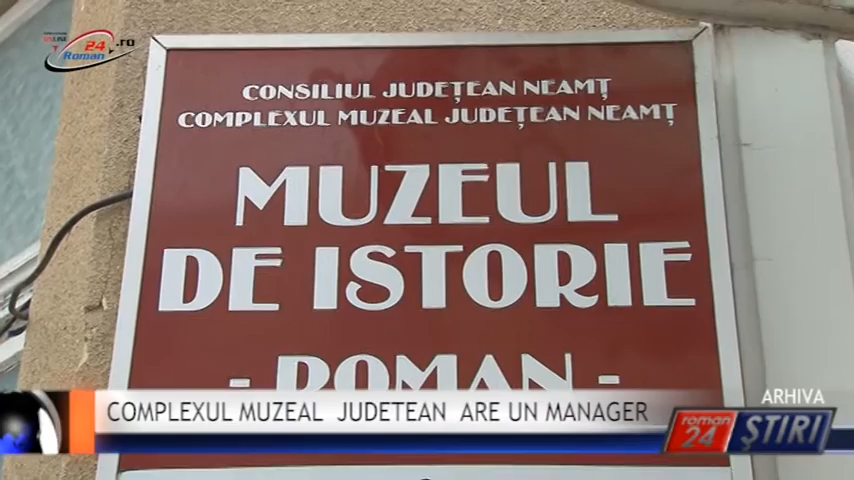 ONLINE
24 .ro
Roman
CONSILIUL JUDEȚEAN NEAMȚ
COMPLEXUL MUZEAL JUDEȚEAN NEAMȚ
MUZEUL
DE ISTORIE
- ROMAN -
ARHIVA
COMPLEXUL MUZEAL JUDETEAN ARE UN MANAGER
roman
24 ȘTIRI